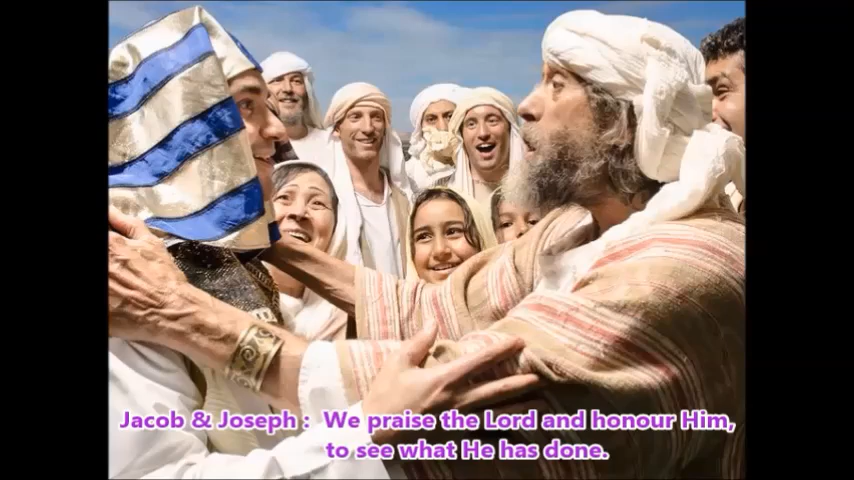 Jacob & Joseph :  We praise the Lord and honour Him,
to see what He has done.